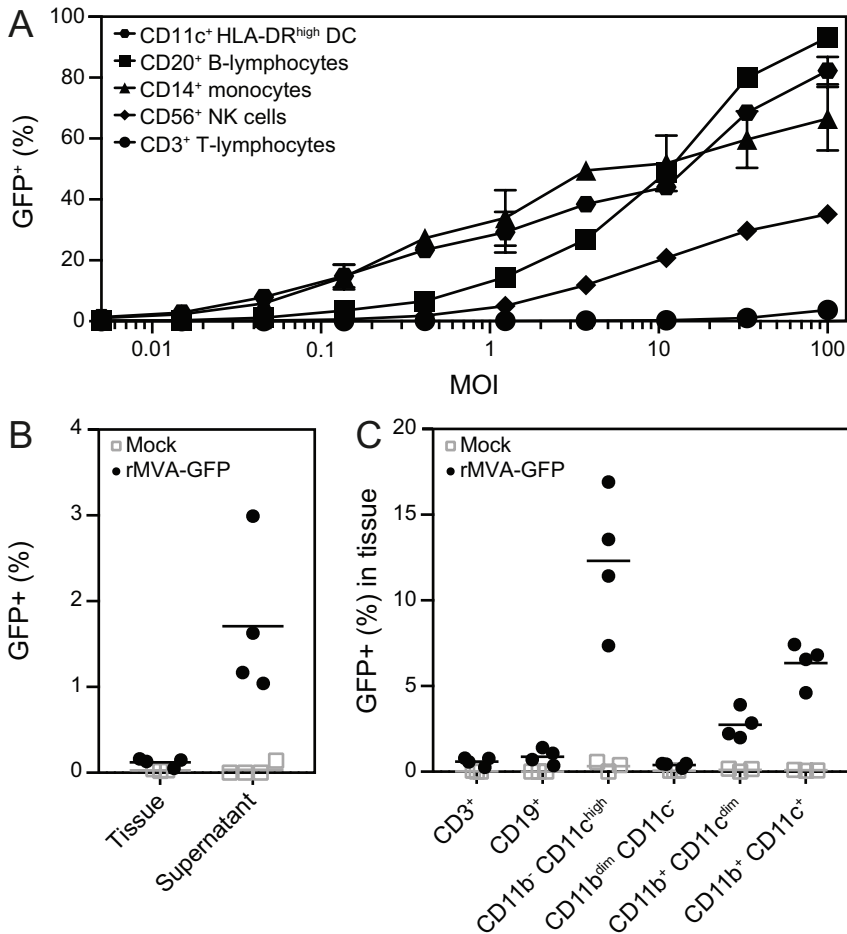 A
100
80
60
40
20
0
GFP⁺ (%)
CD11c⁺ HLA-DRʰⁱᵍʰ DC
CD20⁺ B-lymphocytes
CD14⁺ monocytes
CD56⁺ NK cells
CD3⁺ T-lymphocytes
0.01 0.1 1 10 100
MOI
B
4
3
2
1
0
GFP+ (%)
Mock
rMVA-GFP
Tissue
Supernatant
C
20
15
10
5
0
GFP+ (%) in tissue
Mock
rMVA-GFP
CD3⁺
CD19⁺
CD11b⁻ CD11cʰⁱᵍʰ
CD11bᵈⁱᵐ CD11c⁻
CD11b⁺ CD11cᵈⁱᵐ
CD11b⁺ CD11c⁺